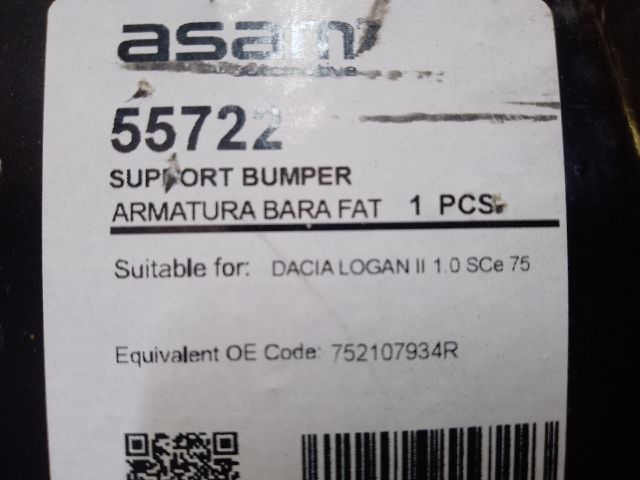 asam
automotive
55722
SUPPORT BUMPER
ARMATURA BARA FAT 1 PCS.
Suitable for: DACIA LOGAN II 1.0 SCe 75
Equivalent OE Code: 752107934R